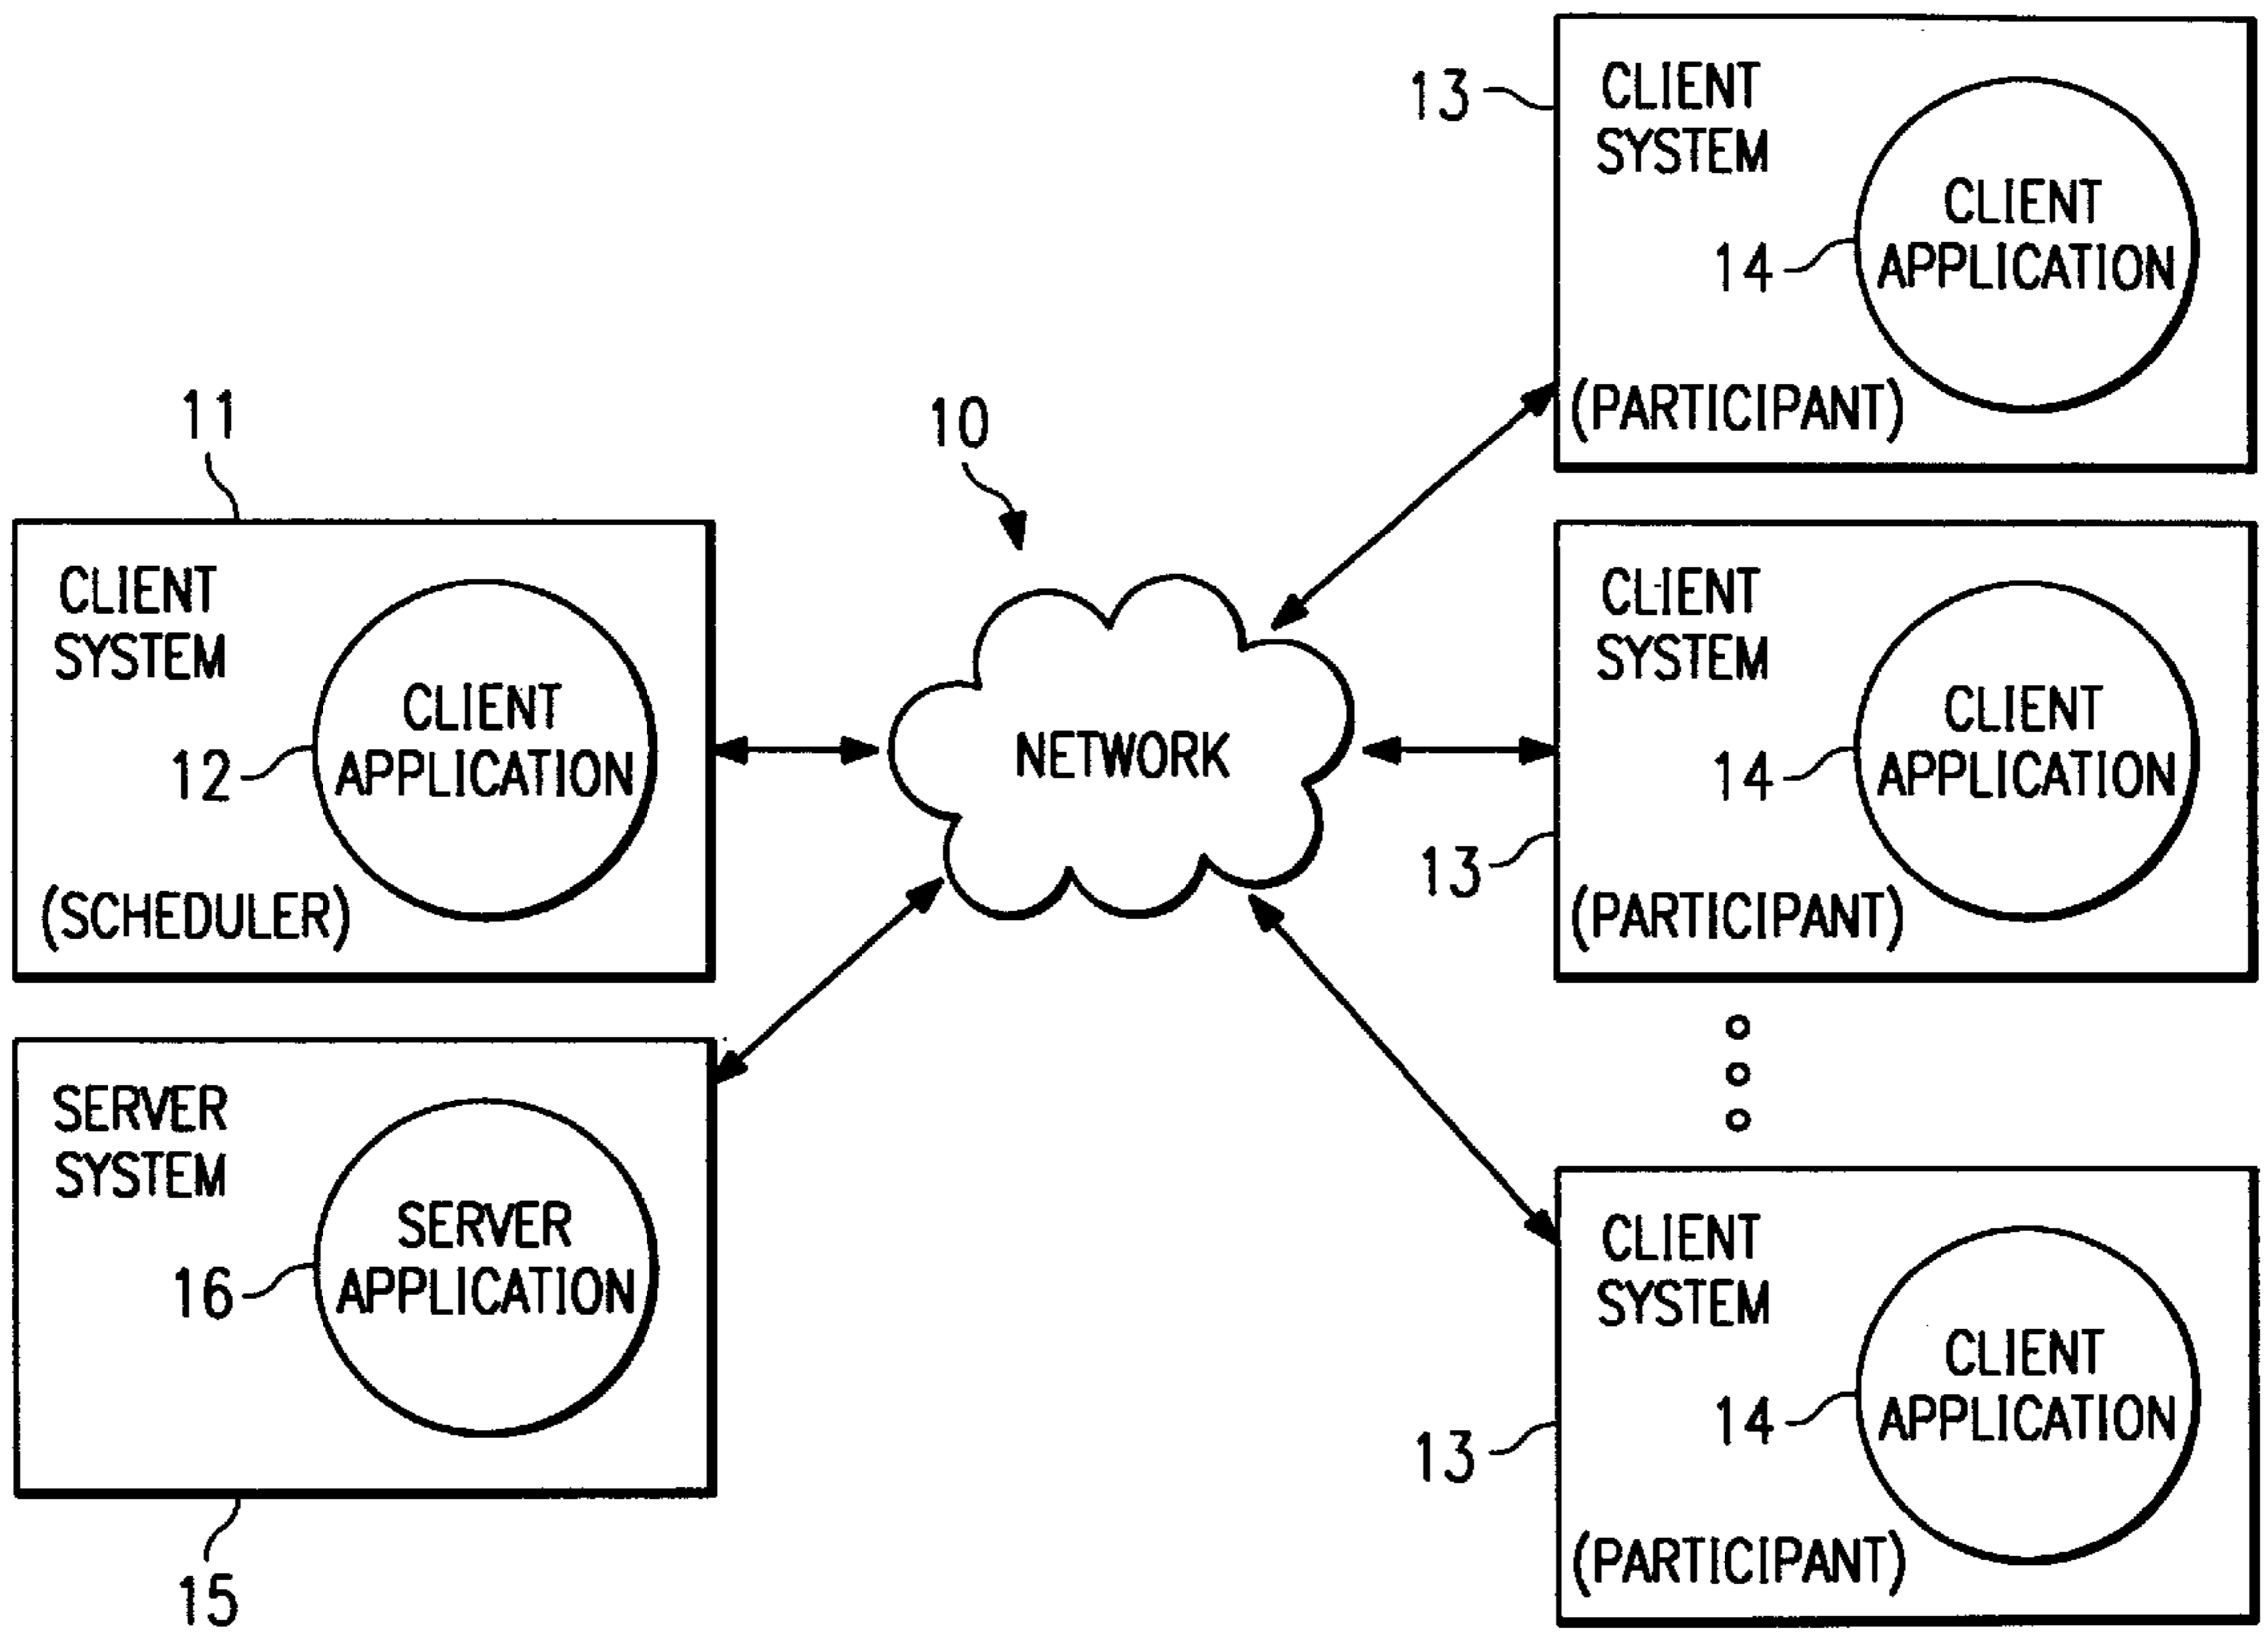 11
CLIENT
SYSTEM
CLIENT
APPLICATION
12
(SCHEDULER)
SERVER
SYSTEM
SERVER
APPLICATION
16
15
10
NETWORK
13
CLIENT
SYSTEM
CLIENT
APPLICATION
14
(PARTICIPANT)
CLIENT
SYSTEM
CLIENT
APPLICATION
14
13
(PARTICIPANT)
CLIENT
SYSTEM
CLIENT
APPLICATION
14
13
(PARTICIPANT)